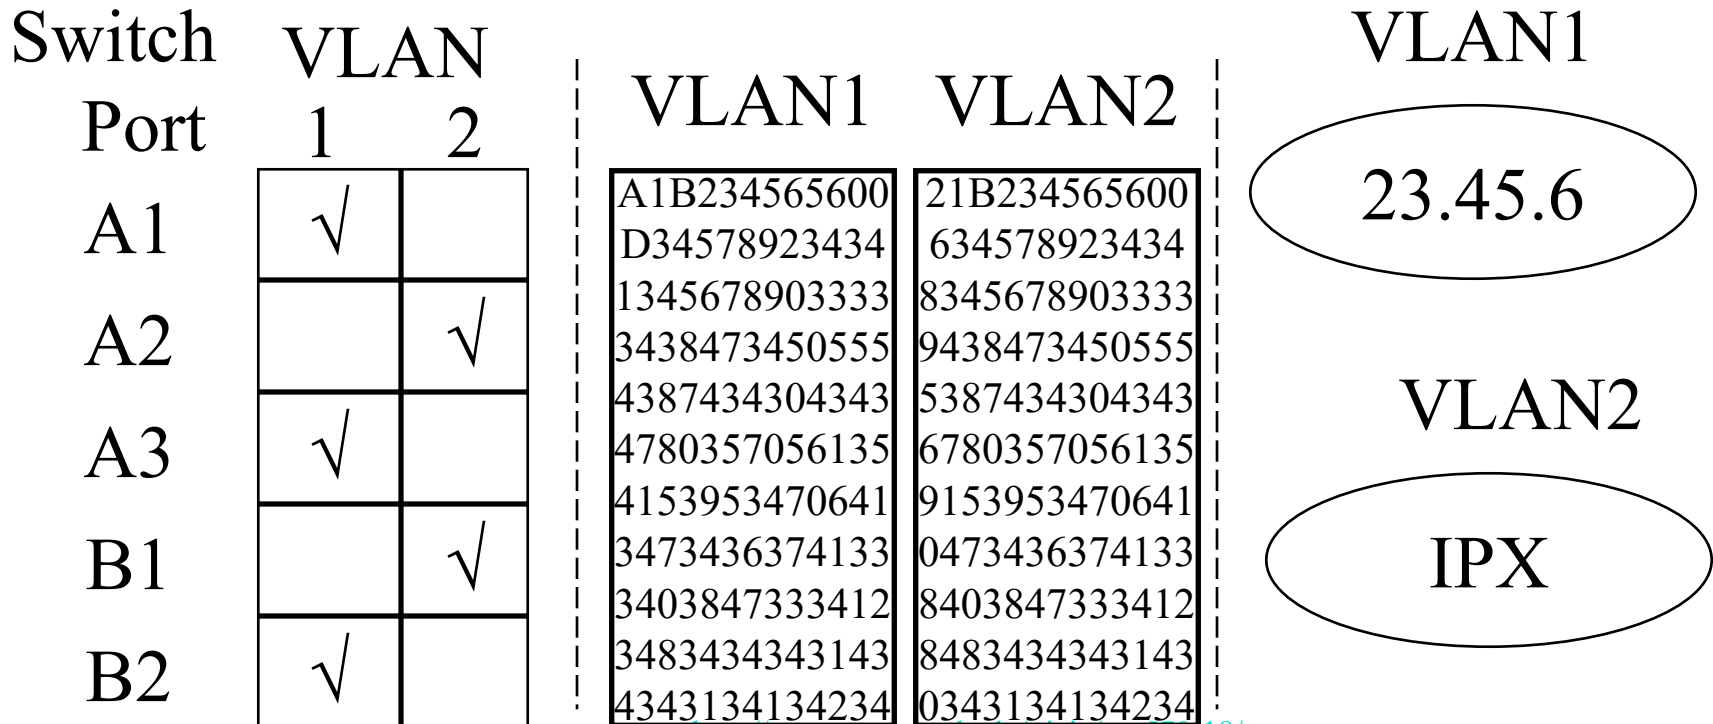 Switch VLAN
Port 1 2
A1 √
A2 √
A3 √
B1 √
B2 √
VLAN1 VLAN2
A1B234565600 21B234565600
D34578923434 634578923434
1345678903333 8345678903333
3438473450555 9438473450555
4387434304343 5387434304343
4780357056135 6780357056135
4153953470641 9153953470641
3473436374133 0473436374133
3403847333412 8403847333412
3483434343143 8483434343143
4343134134234 0343134134234
VLAN1
23.45.6
VLAN2
IPX